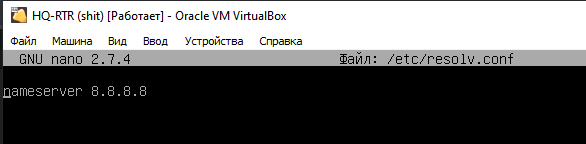 HQ-RTR (shit) [Работает] - Oracle VM VirtualBox
Файл Машина Вид Ввод Устройства Справка
GNU nano 2.7.4 Файл: /etc/resolv.conf
nameserver 8.8.8.8